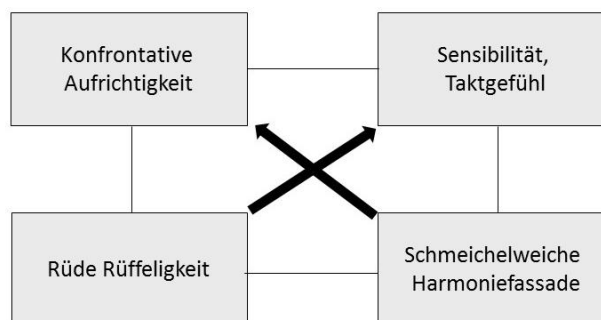 Konfrontative
Aufrichtigkeit
Sensibilität,
Taktgefühl
Rüde Rüffeligkeit
Schmeichelweiche
Harmoniefassade